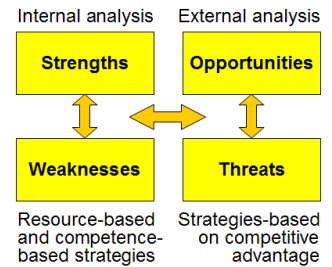 Internal analysis
External analysis
Strengths
Opportunities
Weaknesses
Threats
Resource-based
and competence-
based strategies
Strategies-based
on competitive
advantage